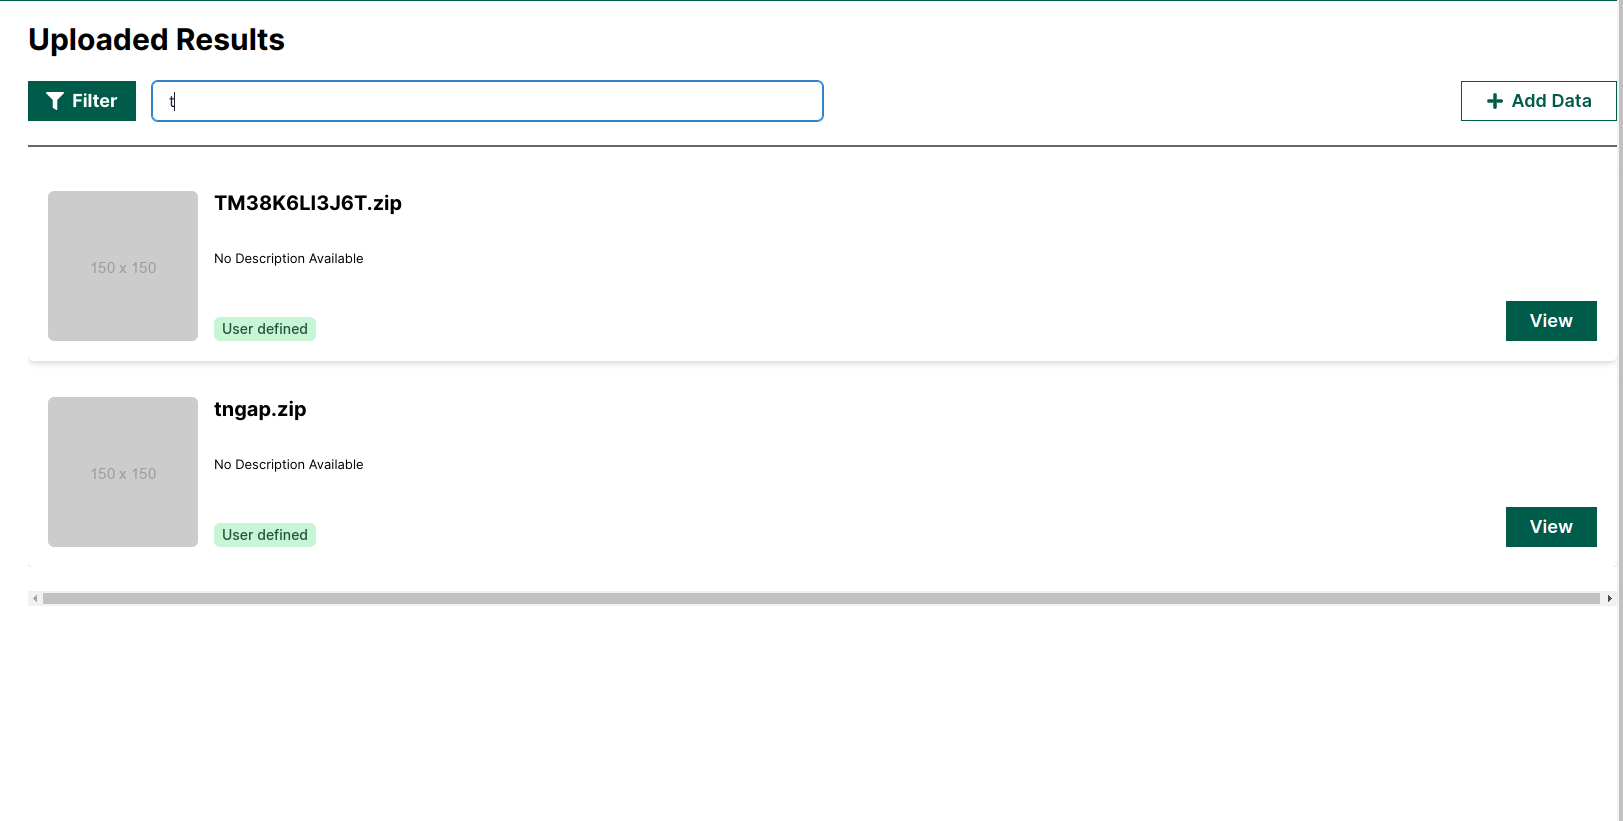 Uploaded Results
Filter
t
Add Data
150 x 150
TM38K6LI3J6T.zip
No Description Available
User defined
View
150 x 150
tngap.zip
No Description Available
User defined
View